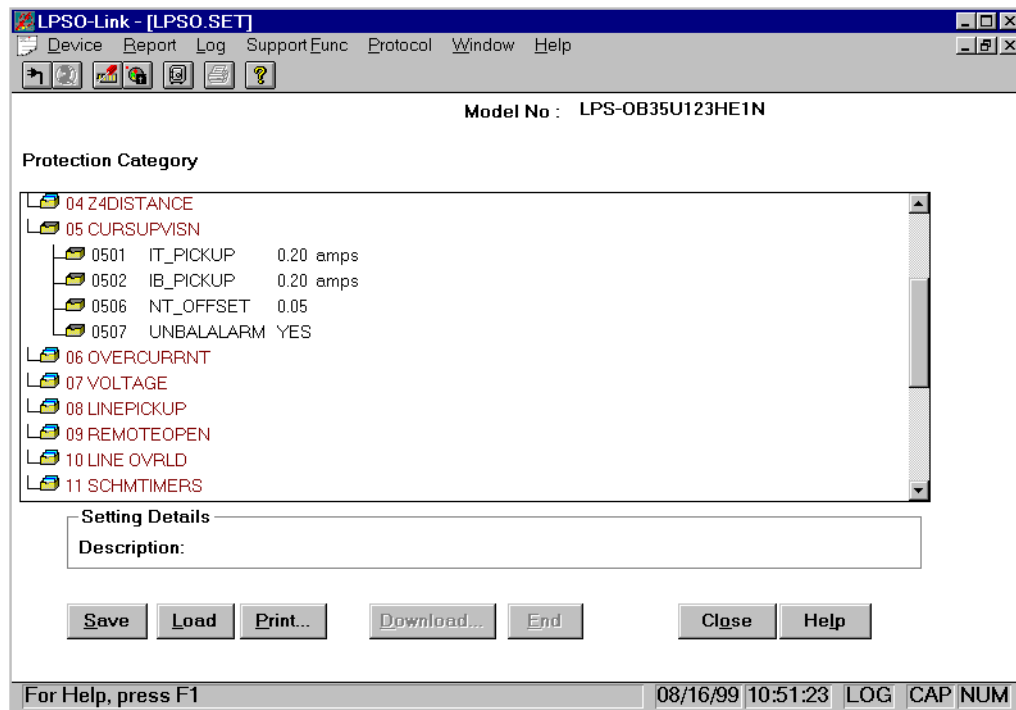 LPSO-Link - [LPSO.SET]
Device Report Log Support Func Protocol Window Help
?
Model No : LPS-OB35U123HE1N
Protection Category
04 Z4DISTANCE
05 CURSUPVISN
0501 IT_PICKUP 0.20 amps
0502 IB_PICKUP 0.20 amps
0506 NT_OFFSET 0.05
0507 UNBALALARM YES
06 OVERCURRNT
07 VOLTAGE
08 LINEPICKUP
09 REMOTEOPEN
10 LINE OVRLD
11 SCHMTIMERS
Setting Details
Description:
Save Load Print... Download... End Close Help
For Help, press F1 08/16/99 10:51:23 LOG CAP NUM